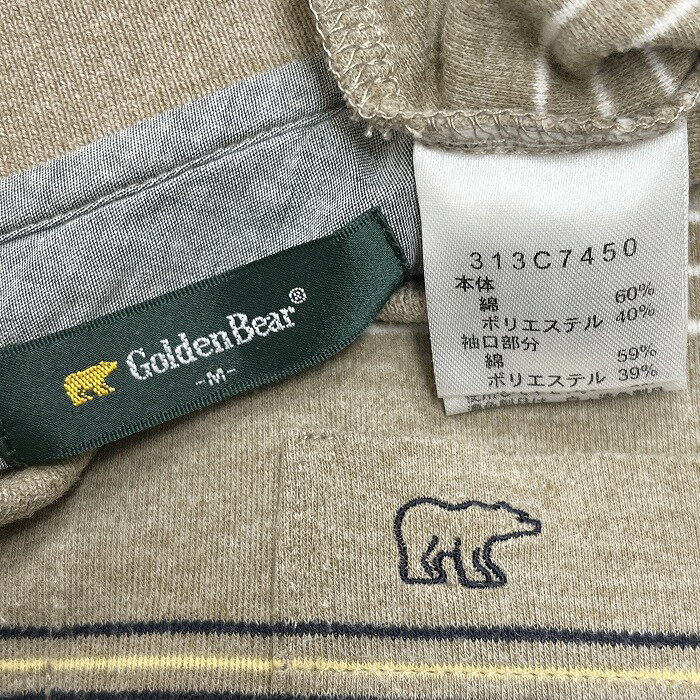 GoldenBear®
-M-
313C7450
本体
綿 60%
ポリエステル 40%
袖口部分
綿 59%
ポリエステル 39%